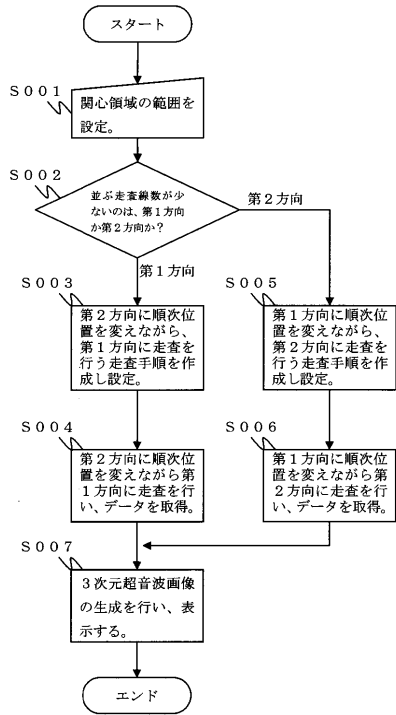 スタート
S001
関心領域の範囲を
設定。
S002
並ぶ走査線数が少
ないのは、第1方向
か第2方向か?
第2方向
第1方向
S003
第2方向に順次位
置を変えながら、
第1方向に走査を
行う走査手順を作
成し設定。
S005
第1方向に順次位
置を変えながら、
第2方向に走査を
行う走査手順を作
成し設定。
S004
第2方向に順次位
置を変えながら第
1方向に走査を行
い、データを取得。
S006
第1方向に順次位
置を変えながら第
2方向に走査を行
い、データを取得。
S007
3次元超音波画像
の生成を行い、表
示する。
エンド